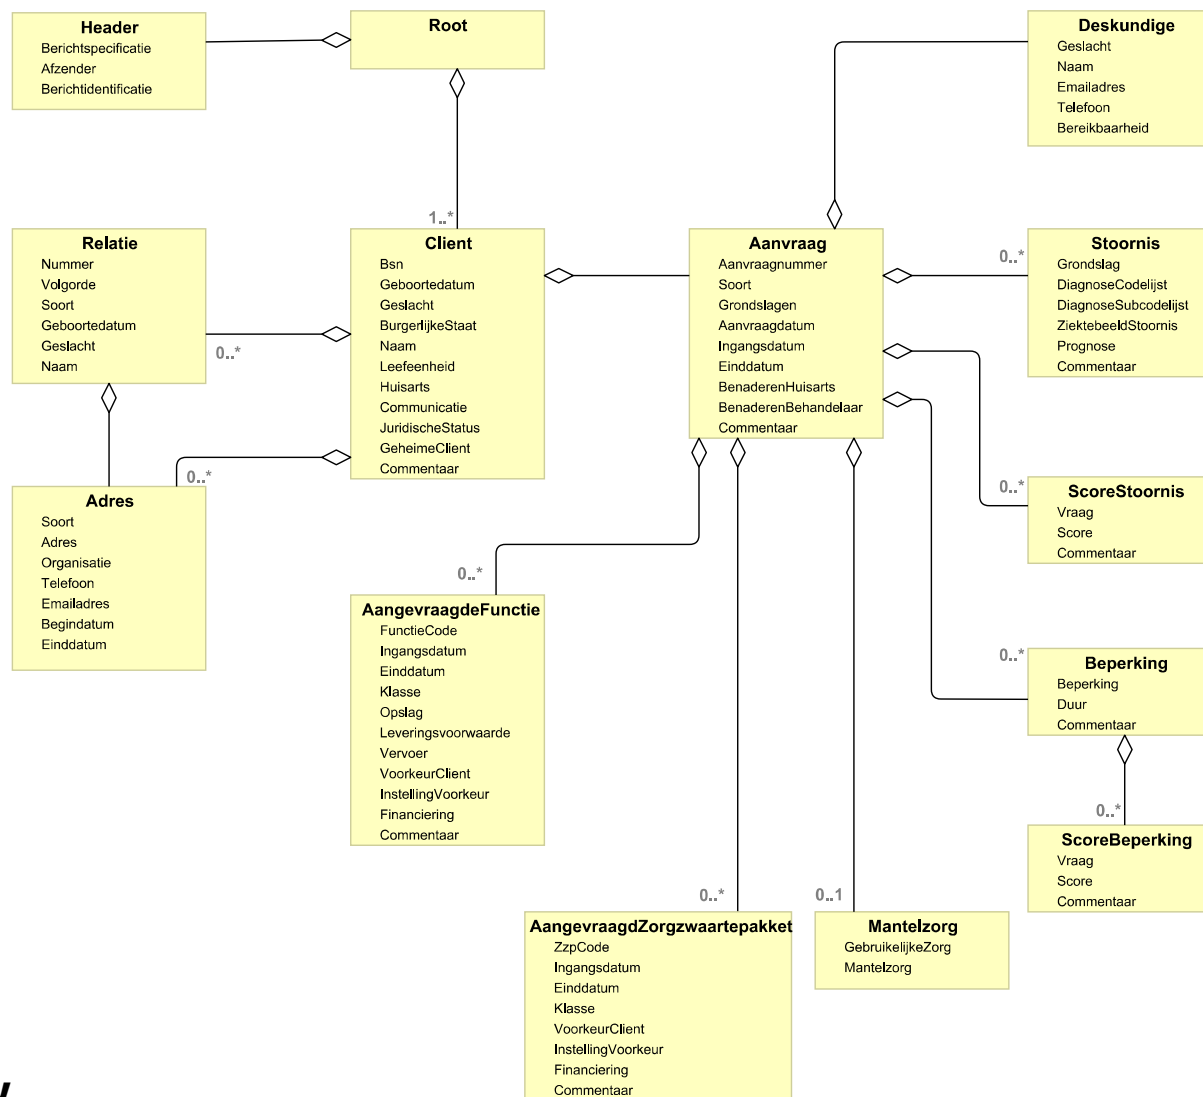 Header
Berichtspecificatie
Afzender
Berichtidentificatie
Root
Deskundige
Geslacht
Naam
Emailadres
Telefoon
Bereikbaarheid
1..*
Relatie
Nummer
Volgorde
Soort
Geboortedatum
Geslacht
Naam
0..*
Client
Bsn
Geboortedatum
Geslacht
BurgerlijkeStaat
Naam
Leefeenheid
Huisarts
Communicatie
JuridischeStatus
GeheimeClient
Commentaar
0..*
Aanvraag
Aanvraagnummer
Soort
Grondslagen
Aanvraagdatum
Ingangsdatum
Einddatum
BenaderenHuisarts
BenaderenBehandelaar
Commentaar
0..*
Stoornis
Grondslag
DiagnoseCodelijst
DiagnoseSubcodelijst
ZiektebeeldStoornis
Prognose
Commentaar
Adres
Soort
Adres
Organisatie
Telefoon
Emailadres
Begindatum
Einddatum
0..*
ScoreStoornis
Vraag
Score
Commentaar
0..*
AangevraagdeFunctie
FunctieCode
Ingangsdatum
Einddatum
Klasse
Opslag
Leveringsvoorwaarde
Vervoer
VoorkeurClient
InstellingVoorkeur
Financiering
Commentaar
0..*
Beperking
Beperking
Duur
Commentaar
0..*
ScoreBeperking
Vraag
Score
Commentaar
0..*
AangevraagdZorgzwaartepakket
ZzpCode
Ingangsdatum
Einddatum
Klasse
VoorkeurClient
InstellingVoorkeur
Financiering
Commentaar
0..1
Mantelzorg
GebruikelijkeZorg
Mantelzorg